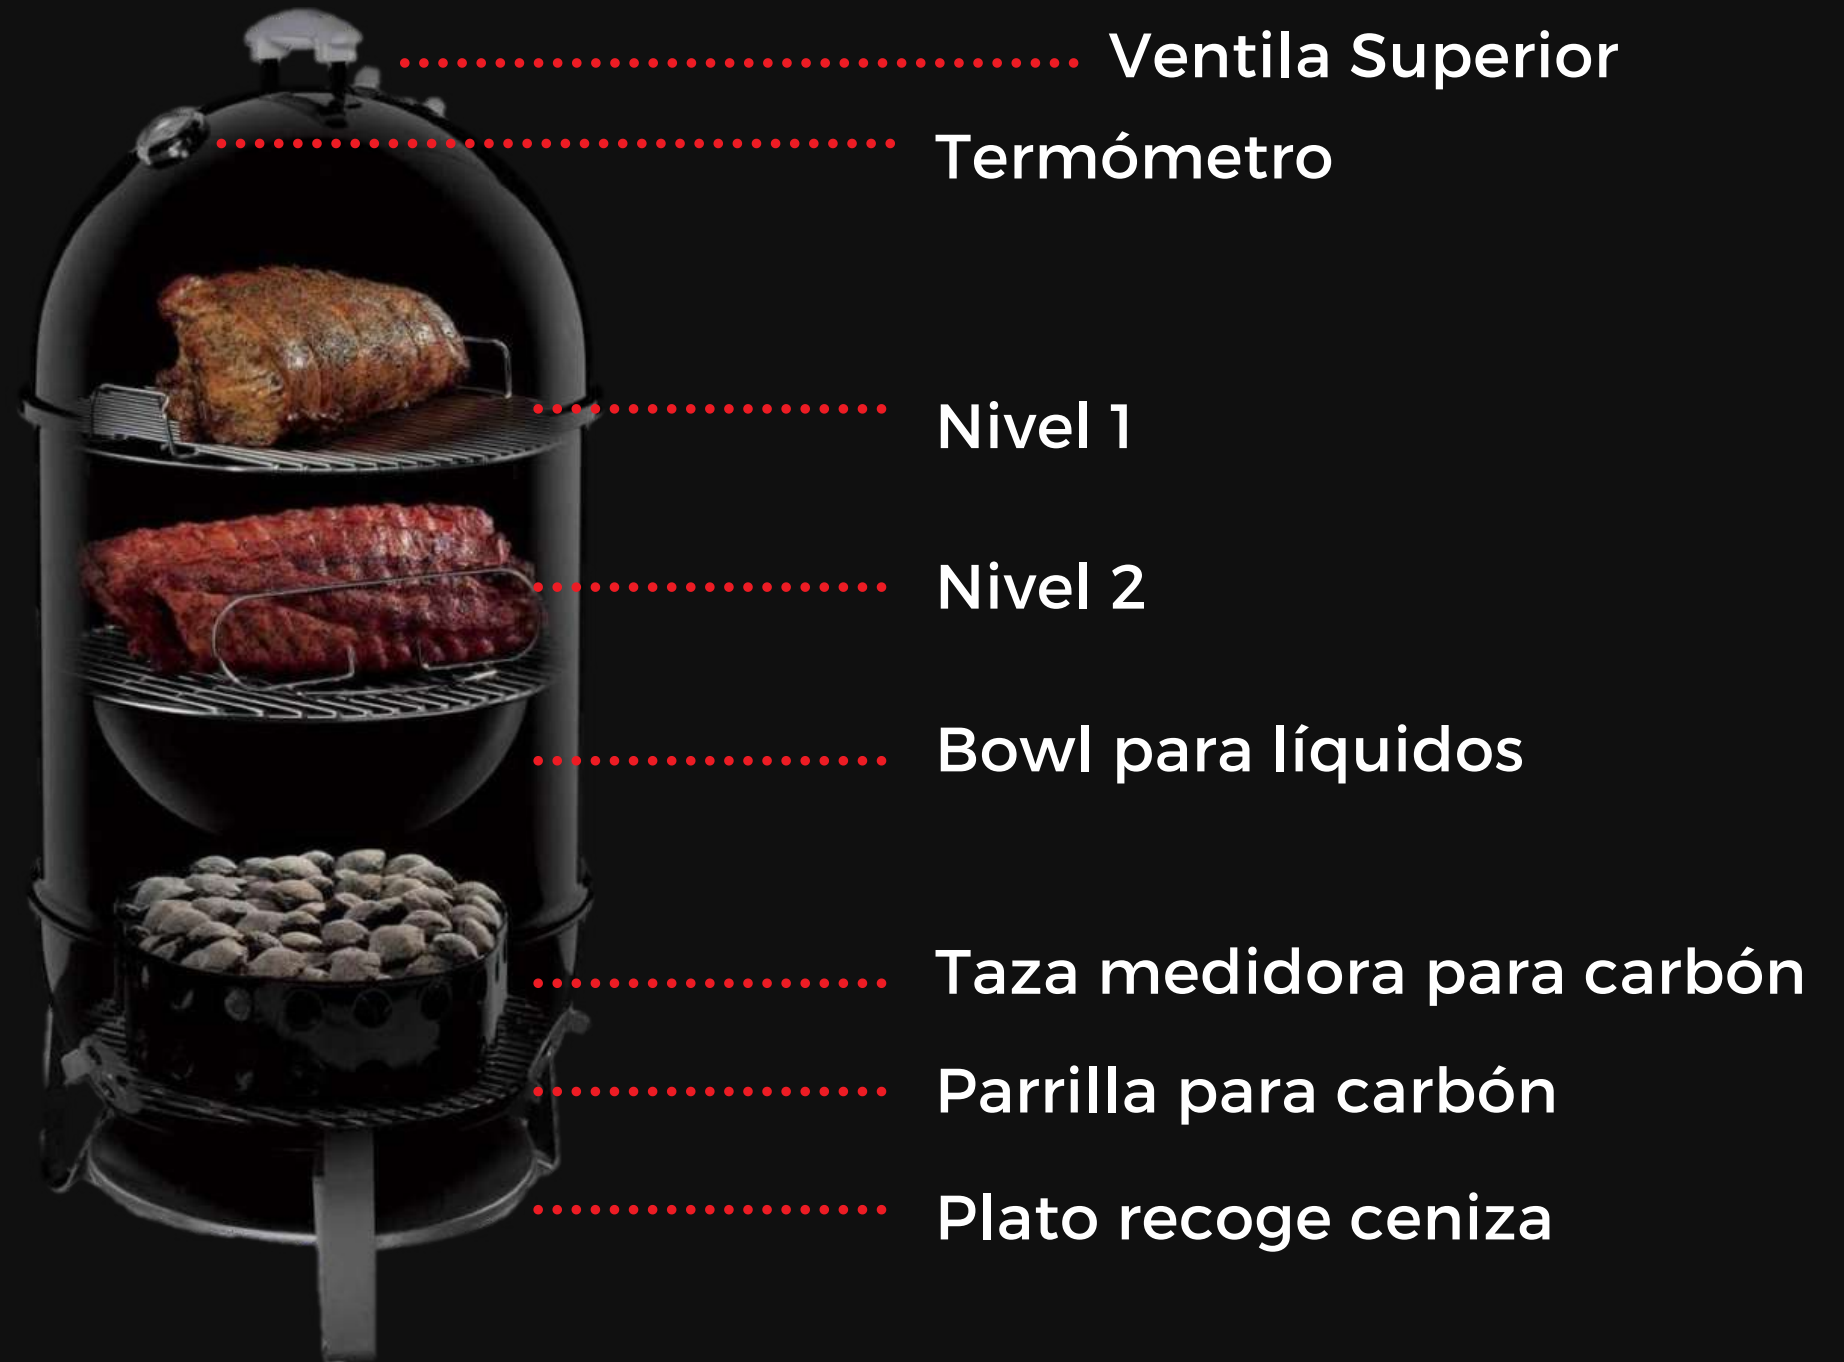 Ventila Superior
Termómetro
Nivel 1
Nivel 2
Bowl para líquidos
Taza medidora para carbón
Parrilla para carbón
Plato recoge ceniza